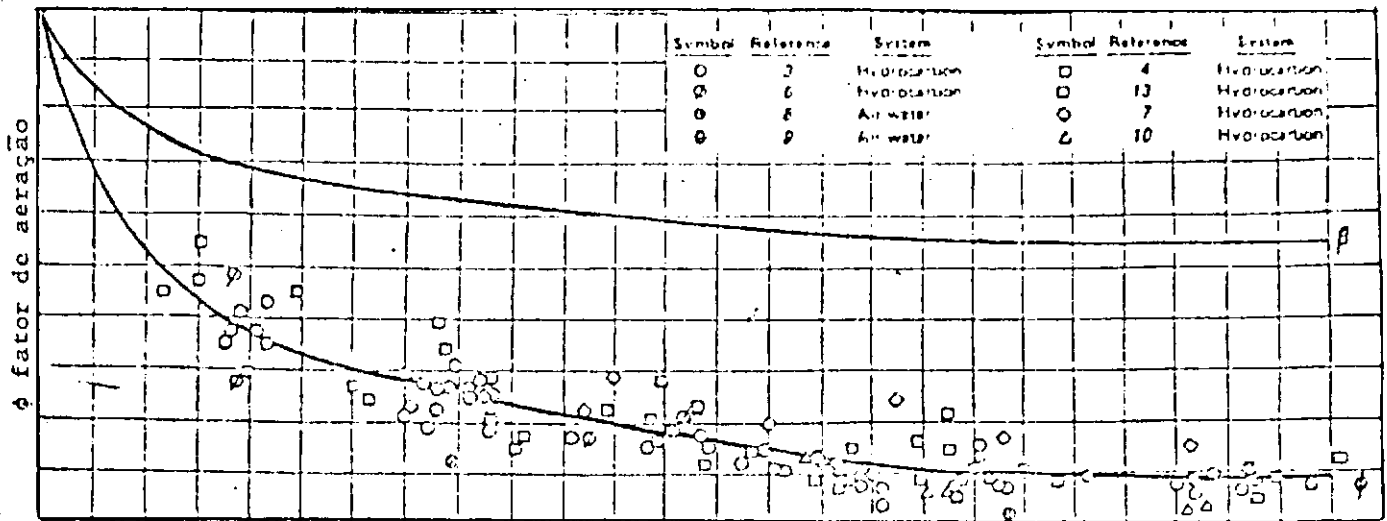 Symbol Reference System Symbol Reference System
○ 3 Hydrocarbon □ 4 Hydrocarbon
∅ 6 Hydrocarbon □ 13 Hydrocarbon
8 Air water 7 Hydrocarbon
9 Air water △ 10 Hydrocarbon
ϕ fator de aeração
β
ϕ